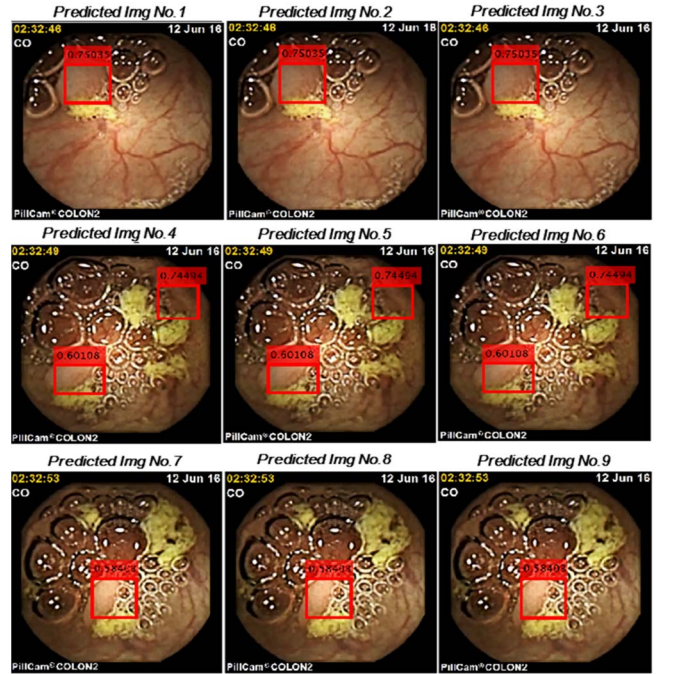 Predicted Img No.1
Predicted Img No.2
Predicted Img No.3
02:32:46 12 Jun 16
CO
0.75035
PillCam©COLON2
02:32:46 12 Jun 18
CO
0.75035
PillCam©COLON2
02:32:46 12 Jun 16
CO
0.75035
PillCam©COLON2
Predicted Img No.4
Predicted Img No.5
Predicted Img No.6
02:32:49 12 Jun 16
CO
0.74494
0.60108
PillCam©COLON2
02:32:49 12 Jun 16
CO
0.74494
0.60108
PillCam©COLON2
02:32:49 12 Jun 16
CO
0.74494
0.60108
PillCam©COLON2
Predicted Img No.7
Predicted Img No.8
Predicted Img No.9
02:32:53 12 Jun 16
CO
0.58403
PillCam©COLON2
02:32:53 12 Jun 16
CO
0.58403
PillCam©COLON2
02:32:53 12 Jun 16
CO
0.58403
PillCam©COLON2